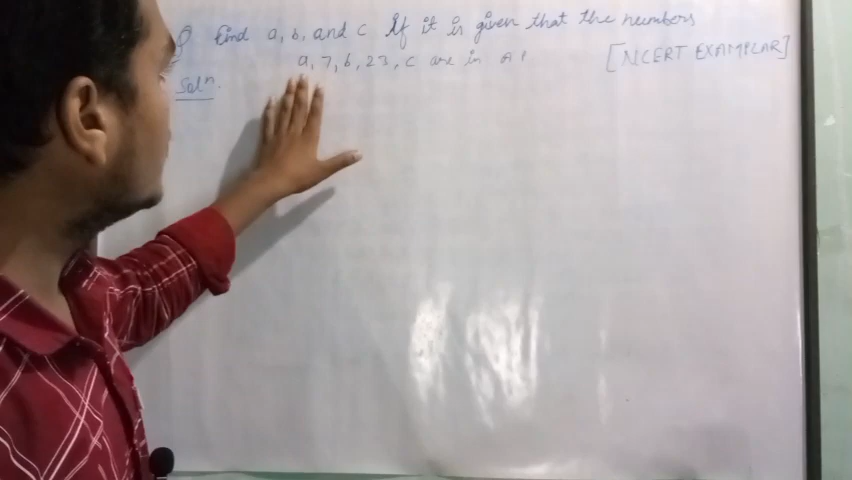 Q Find a, b, and c If it is given that the numbers
a, 7, b, 23, c are in AP [NCERT EXAMPLAR]
Solⁿ.